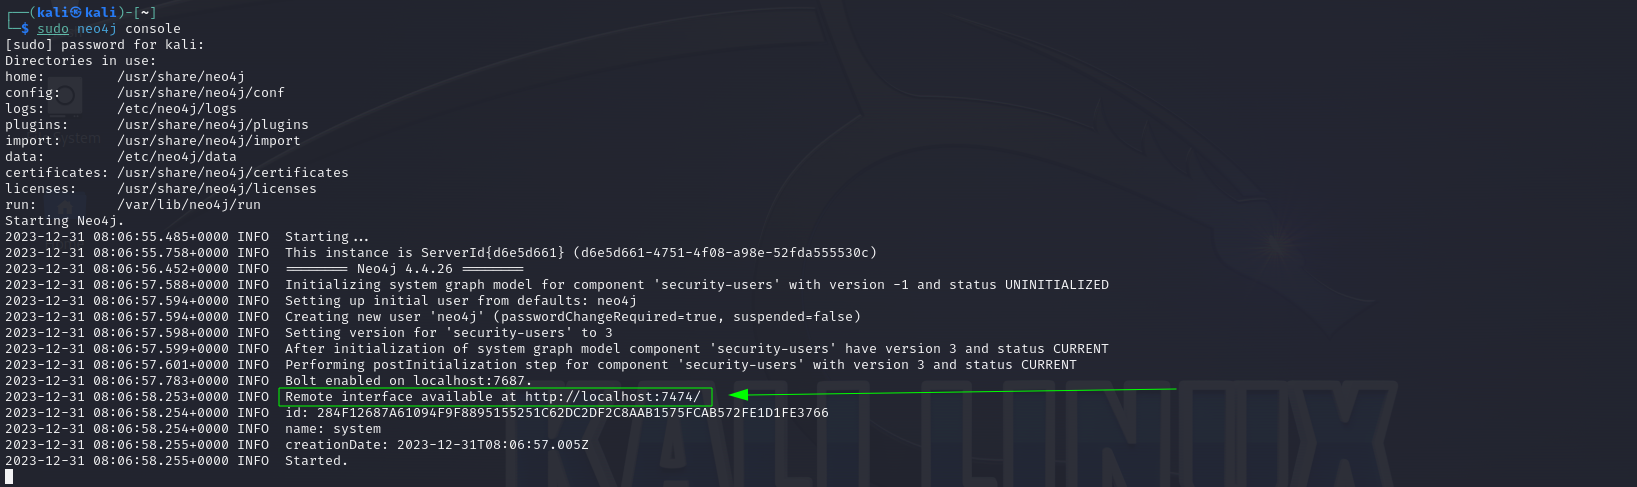 ┌──(kali㉿kali)-[~]
└─$ sudo neo4j console
[sudo] password for kali:
Directories in use:
home:         /usr/share/neo4j
config:       /usr/share/neo4j/conf
logs:         /etc/neo4j/logs
plugins:      /usr/share/neo4j/plugins
import:       /usr/share/neo4j/import
data:         /etc/neo4j/data
certificates: /usr/share/neo4j/certificates
licenses:     /usr/share/neo4j/licenses
run:          /var/lib/neo4j/run
Starting Neo4j.
2023-12-31 08:06:55.485+0000 INFO  Starting...
2023-12-31 08:06:55.758+0000 INFO  This instance is ServerId{d6e5d661} (d6e5d661-4751-4f08-a98e-52fda555530c)
2023-12-31 08:06:56.452+0000 INFO  ======== Neo4j 4.4.26 ========
2023-12-31 08:06:57.588+0000 INFO  Initializing system graph model for component 'security-users' with version -1 and status UNINITIALIZED
2023-12-31 08:06:57.594+0000 INFO  Setting up initial user from defaults: neo4j
2023-12-31 08:06:57.594+0000 INFO  Creating new user 'neo4j' (passwordChangeRequired=true, suspended=false)
2023-12-31 08:06:57.598+0000 INFO  Setting version for 'security-users' to 3
2023-12-31 08:06:57.599+0000 INFO  After initialization of system graph model component 'security-users' have version 3 and status CURRENT
2023-12-31 08:06:57.601+0000 INFO  Performing postInitialization step for component 'security-users' with version 3 and status CURRENT
2023-12-31 08:06:57.783+0000 INFO  Bolt enabled on localhost:7687.
2023-12-31 08:06:58.253+0000 INFO  Remote interface available at http://localhost:7474/
2023-12-31 08:06:58.254+0000 INFO  id: 284F12687A61094F9F8895155251C62DC2DF2C8AAB1575FCAB572FE1D1FE3766
2023-12-31 08:06:58.254+0000 INFO  name: system
2023-12-31 08:06:58.255+0000 INFO  creationDate: 2023-12-31T08:06:57.005Z
2023-12-31 08:06:58.255+0000 INFO  Started.
KALI LINUX